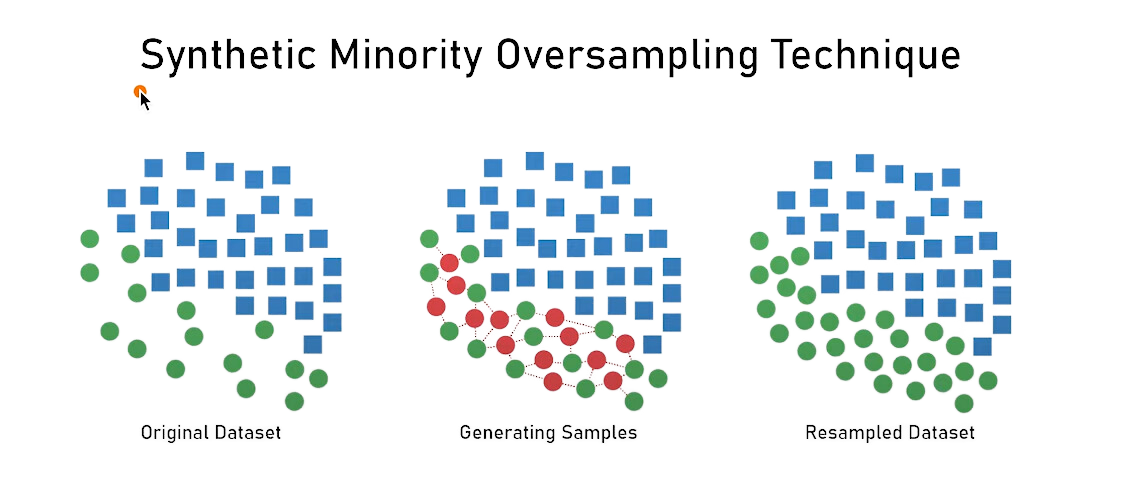 Synthetic Minority Oversampling Technique
Original Dataset
Generating Samples
Resampled Dataset